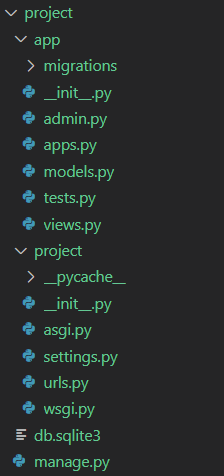 project
app
migrations
__init__.py
admin.py
apps.py
models.py
tests.py
views.py
project
__pycache__
__init__.py
asgi.py
settings.py
urls.py
wsgi.py
db.sqlite3
manage.py